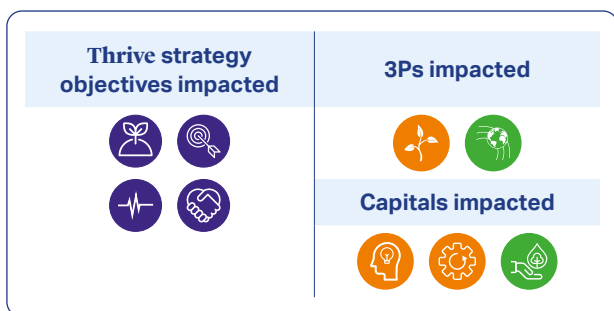 Thrive strategy
objectives impacted
3Ps impacted
Capitals impacted